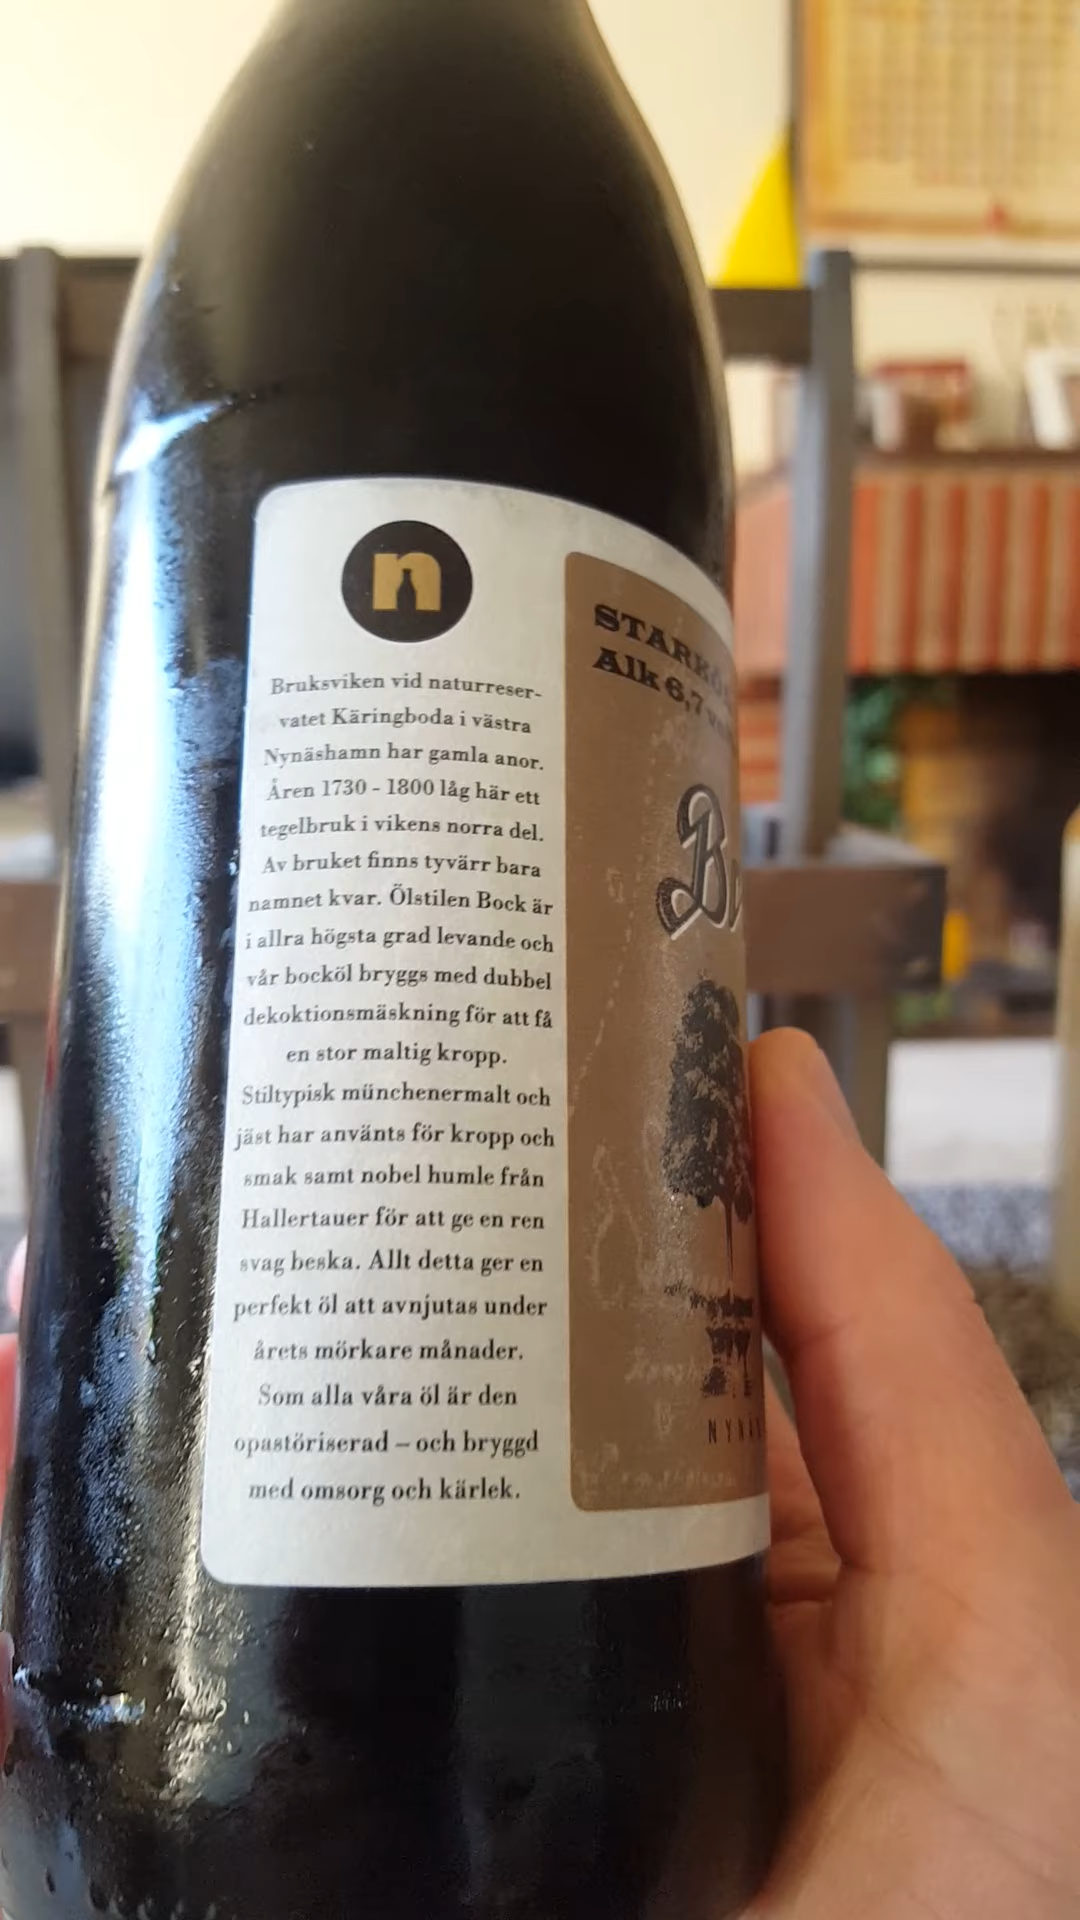 n
Bruksviken vid naturreser-
vatet Käringboda i västra
Nynäshamn har gamla anor.
Åren 1730 - 1800 låg här ett
tegelbruk i vikens norra del.
Av bruket finns tyvärr bara
namnet kvar. Ölstilen Bock är
i allra högsta grad levande och
vår bocköl bryggs med dubbel
dekoktionsmäskning för att få
en stor maltig kropp.
Stiltypisk münchenermalt och
jäst har använts för kropp och
smak samt nobel humle från
Hallertauer för att ge en ren
svag beska. Allt detta ger en
perfekt öl att avnjutas under
årets mörkare månader.
Som alla våra öl är den
opastöriserad – och bryggd
med omsorg och kärlek.
Alk 6,7